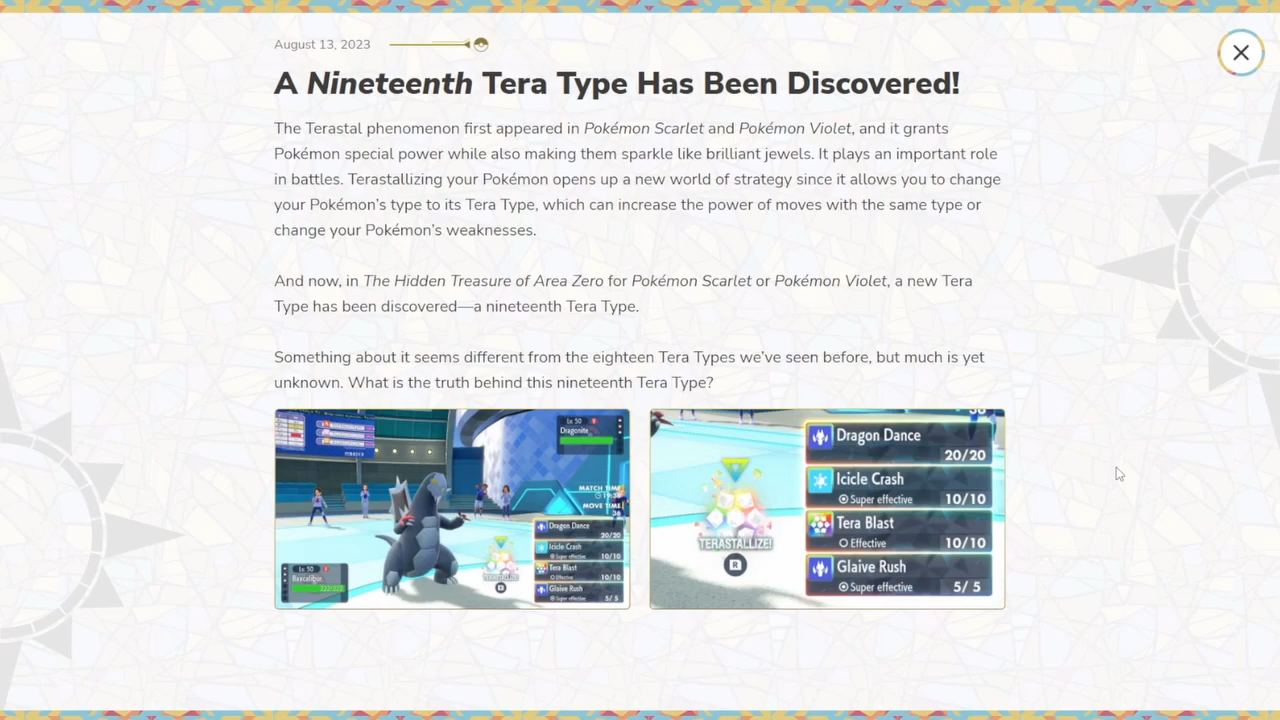 August 13, 2023
A Nineteenth Tera Type Has Been Discovered!
The Terastal phenomenon first appeared in Pokémon Scarlet and Pokémon Violet, and it grants
Pokémon special power while also making them sparkle like brilliant jewels. It plays an important role
in battles. Terastallizing your Pokémon opens up a new world of strategy since it allows you to change
your Pokémon's type to its Tera Type, which can increase the power of moves with the same type or
change your Pokémon's weaknesses.
And now, in The Hidden Treasure of Area Zero for Pokémon Scarlet or Pokémon Violet, a new Tera
Type has been discovered—a nineteenth Tera Type.
Something about it seems different from the eighteen Tera Types we've seen before, but much is yet
unknown. What is the truth behind this nineteenth Tera Type?
Lv. 50
Dragonite
MATCH TIME
MOVE TIME
36
Dragon Dance
20/20
Icicle Crash
Super effective 10/10
Tera Blast
Effective 10/10
Glaive Rush
Super effective 5/ 5
TERASTALLIZE!
R
Lv. 50
Baxcalibur
222/222
Dragon Dance
20/20
Icicle Crash
Super effective 10/10
Tera Blast
Effective 10/10
Glaive Rush
Super effective 5/ 5
TERASTALLIZE!
R